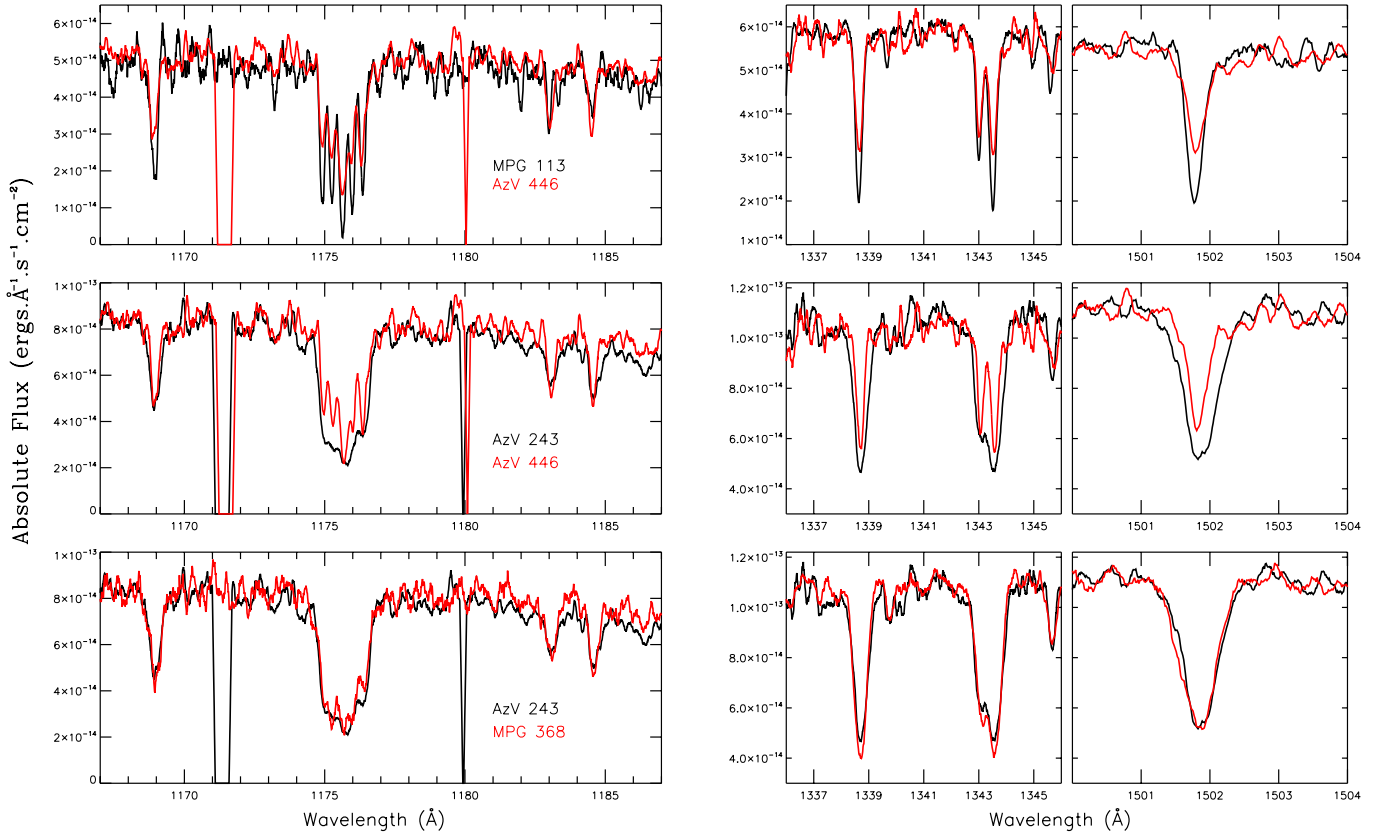 Absolute Flux (ergs.Å⁻¹.s⁻¹.cm⁻²)
6×10⁻¹⁴
5×10⁻¹⁴
4×10⁻¹⁴
3×10⁻¹⁴
2×10⁻¹⁴
1×10⁻¹⁴
0
MPG 113
AzV 446
1170 1175 1180 1185
6×10⁻¹⁴
5×10⁻¹⁴
4×10⁻¹⁴
3×10⁻¹⁴
2×10⁻¹⁴
1×10⁻¹⁴
1337 1339 1341 1343 1345
1501 1502 1503 1504
1×10⁻¹³
8×10⁻¹⁴
6×10⁻¹⁴
4×10⁻¹⁴
2×10⁻¹⁴
0
AzV 243
AzV 446
1170 1175 1180 1185
1.2×10⁻¹³
1.0×10⁻¹³
8.0×10⁻¹⁴
6.0×10⁻¹⁴
4.0×10⁻¹⁴
1337 1339 1341 1343 1345
1501 1502 1503 1504
1×10⁻¹³
8×10⁻¹⁴
6×10⁻¹⁴
4×10⁻¹⁴
2×10⁻¹⁴
0
AzV 243
MPG 368
1170 1175 1180 1185
1.2×10⁻¹³
1.0×10⁻¹³
8.0×10⁻¹⁴
6.0×10⁻¹⁴
4.0×10⁻¹⁴
1337 1339 1341 1343 1345
1501 1502 1503 1504
Wavelength (Å)
Wavelength (Å)